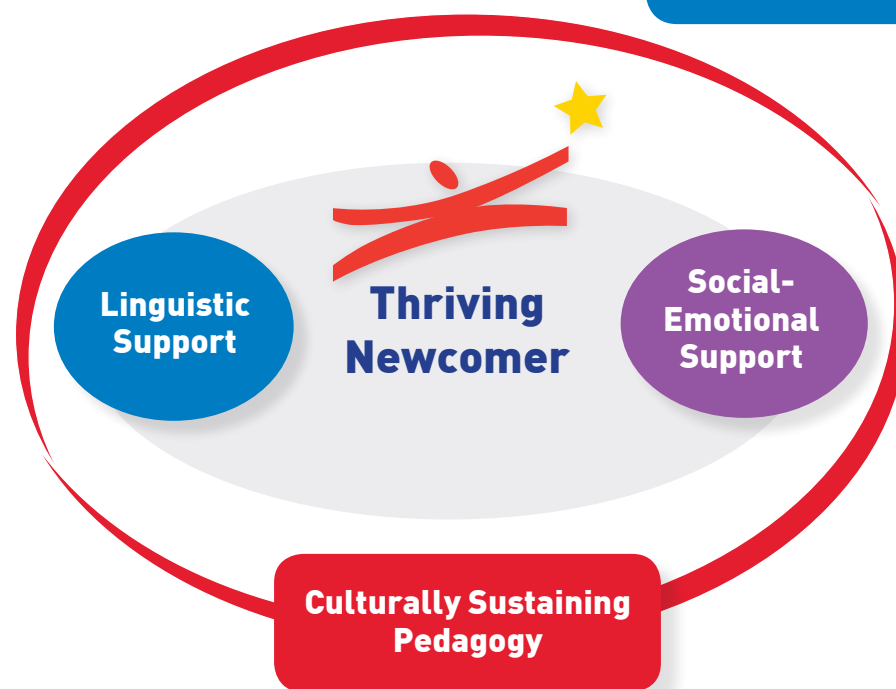 Linguistic
Support
Thriving
Newcomer
Social-
Emotional
Support
Culturally Sustaining
Pedagogy